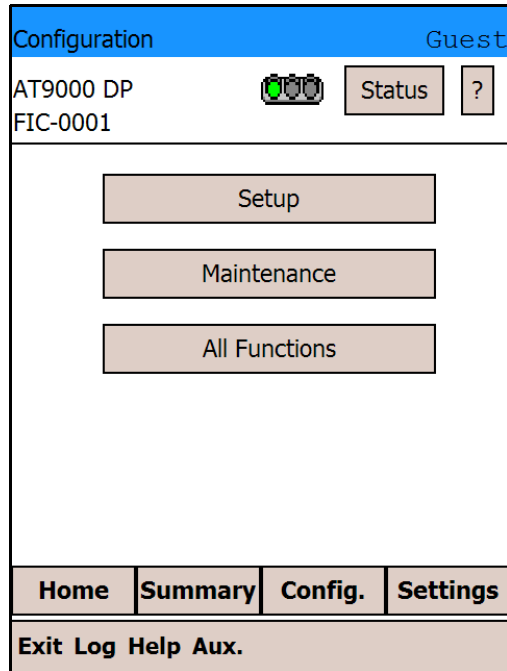 Configuration Guest
AT9000 DP
Status ?
FIC-0001
Setup
Maintenance
All Functions
Home Summary Config. Settings
Exit Log Help Aux.